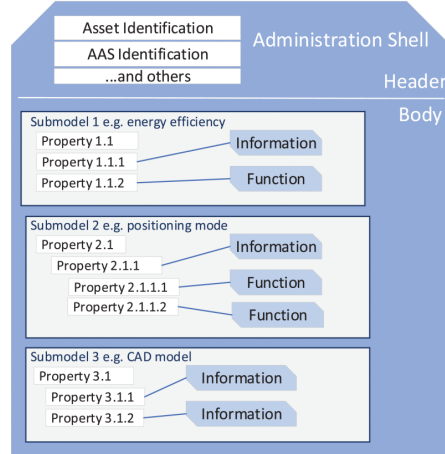 Asset Identification
AAS Identification
...and others
Administration Shell
Header
Body
Submodel 1 e.g. energy efficiency
Property 1.1
Property 1.1.1
Information
Property 1.1.2
Function
Submodel 2 e.g. positioning mode
Property 2.1
Information
Property 2.1.1
Property 2.1.1.1
Function
Property 2.1.1.2
Function
Submodel 3 e.g. CAD model
Property 3.1
Information
Property 3.1.1
Property 3.1.2
Information